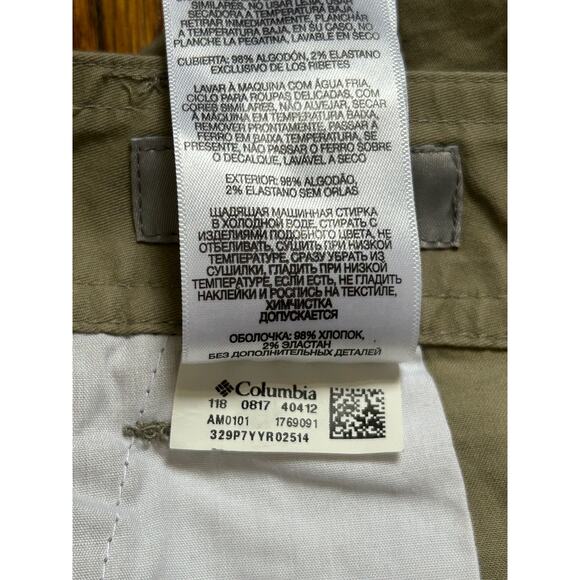 SIMILARES, NO USAR LEJÍA,
SECADORA A TEMPERATURA BAJA,
RETIRAR INMEDIATAMENTE, PLANCHAR
A TEMPERATURA BAJA, EN SU CASO, NO
PLANCHE LA PEGATINA, LAVABLE EN SECO
CUBIERTA: 98% ALGODÓN, 2% ELASTANO
EXCLUSIVO DE LOS RIBETES
LAVAR À MÁQUINA COM ÁGUA FRIA,
CICLO PARA ROUPAS DELICADAS, COM
CORES SIMILARES, NÃO ALVEJAR, SECAR
À MÁQUINA EM TEMPERATURA BAIXA,
REMOVER PRONTAMENTE, PASSAR A
FERRO EM BAIXA TEMPERATURA, SE
PRESENTE, NÃO PASSAR O FERRO SOBRE
O DECALQUE, LAVÁVEL A SECO
EXTERIOR: 98% ALGODÃO,
2% ELASTANO SEM ORLAS
ЩАДЯЩАЯ МАШИННАЯ СТИРКА
В ХОЛОДНОЙ ВОДЕ, СТИРАТЬ С
ИЗДЕЛИЯМИ ПОДОБНОГО ЦВЕТА, НЕ
ОТБЕЛИВАТЬ, СУШИТЬ ПРИ НИЗКОЙ
ТЕМПЕРАТУРЕ, СРАЗУ УБРАТЬ ИЗ
СУШИЛКИ, ГЛАДИТЬ ПРИ НИЗКОЙ
ТЕМПЕРАТУРЕ, ЕСЛИ ЕСТЬ, НЕ ГЛАДИТЬ
НАКЛЕЙКИ И РОСПИСЬ НА ТЕКСТИЛЕ,
ХИМЧИСТКА
ДОПУСКАЕТСЯ
ОБОЛОЧКА: 98% ХЛОПОК,
2% ЭЛАСТАН
БЕЗ ДОПОЛНИТЕЛЬНЫХ ДЕТАЛЕЙ
Columbia
118 0817 40412
AM0101 1769091
329P7YYR02514